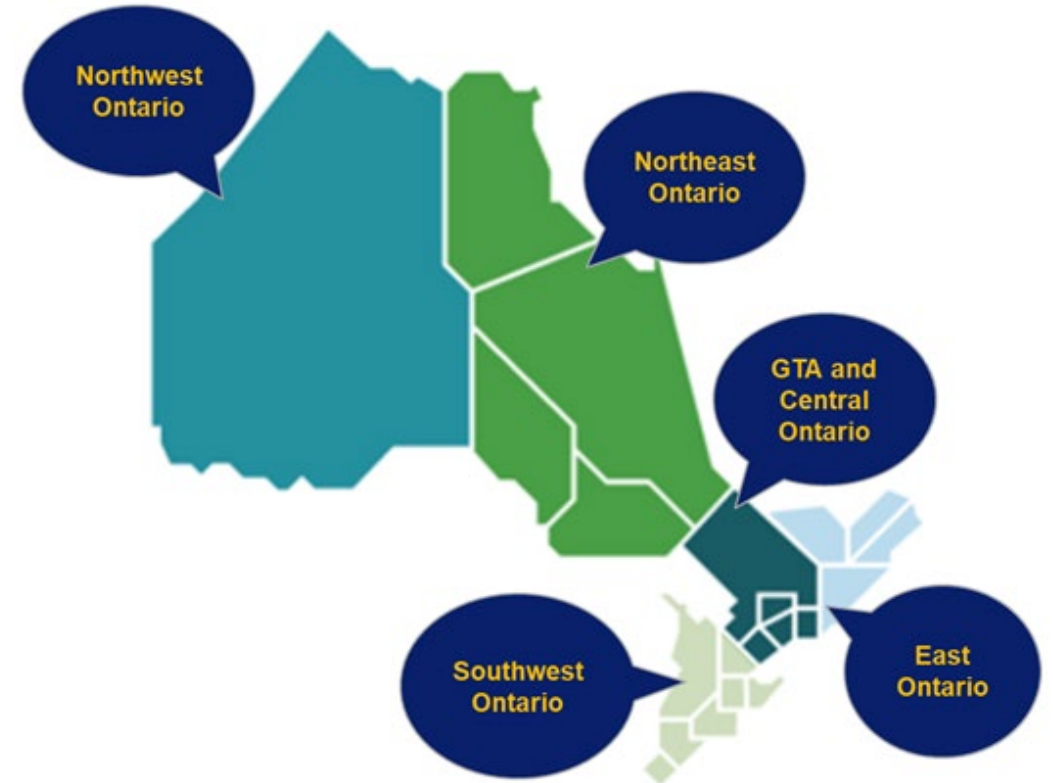 Northwest
Ontario
Northeast
Ontario
GTA and
Central
Ontario
Southwest
Ontario
East
Ontario